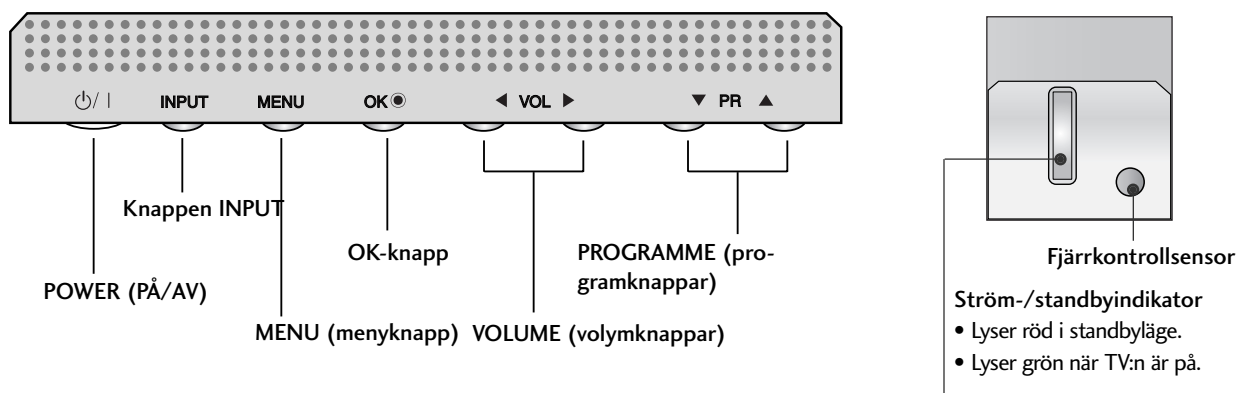 ⏻/ I INPUT MENU OK◉ ◀ VOL ▶ ▼ PR ▲
Knappen INPUT
OK-knapp
PROGRAMME (pro-
gramknappar)
POWER (PÅ/AV)
MENU (menyknapp)
VOLUME (volymknappar)
Fjärrkontrollsensor
Ström-/standbyindikator
• Lyser röd i standbyläge.
• Lyser grön när TV:n är på.